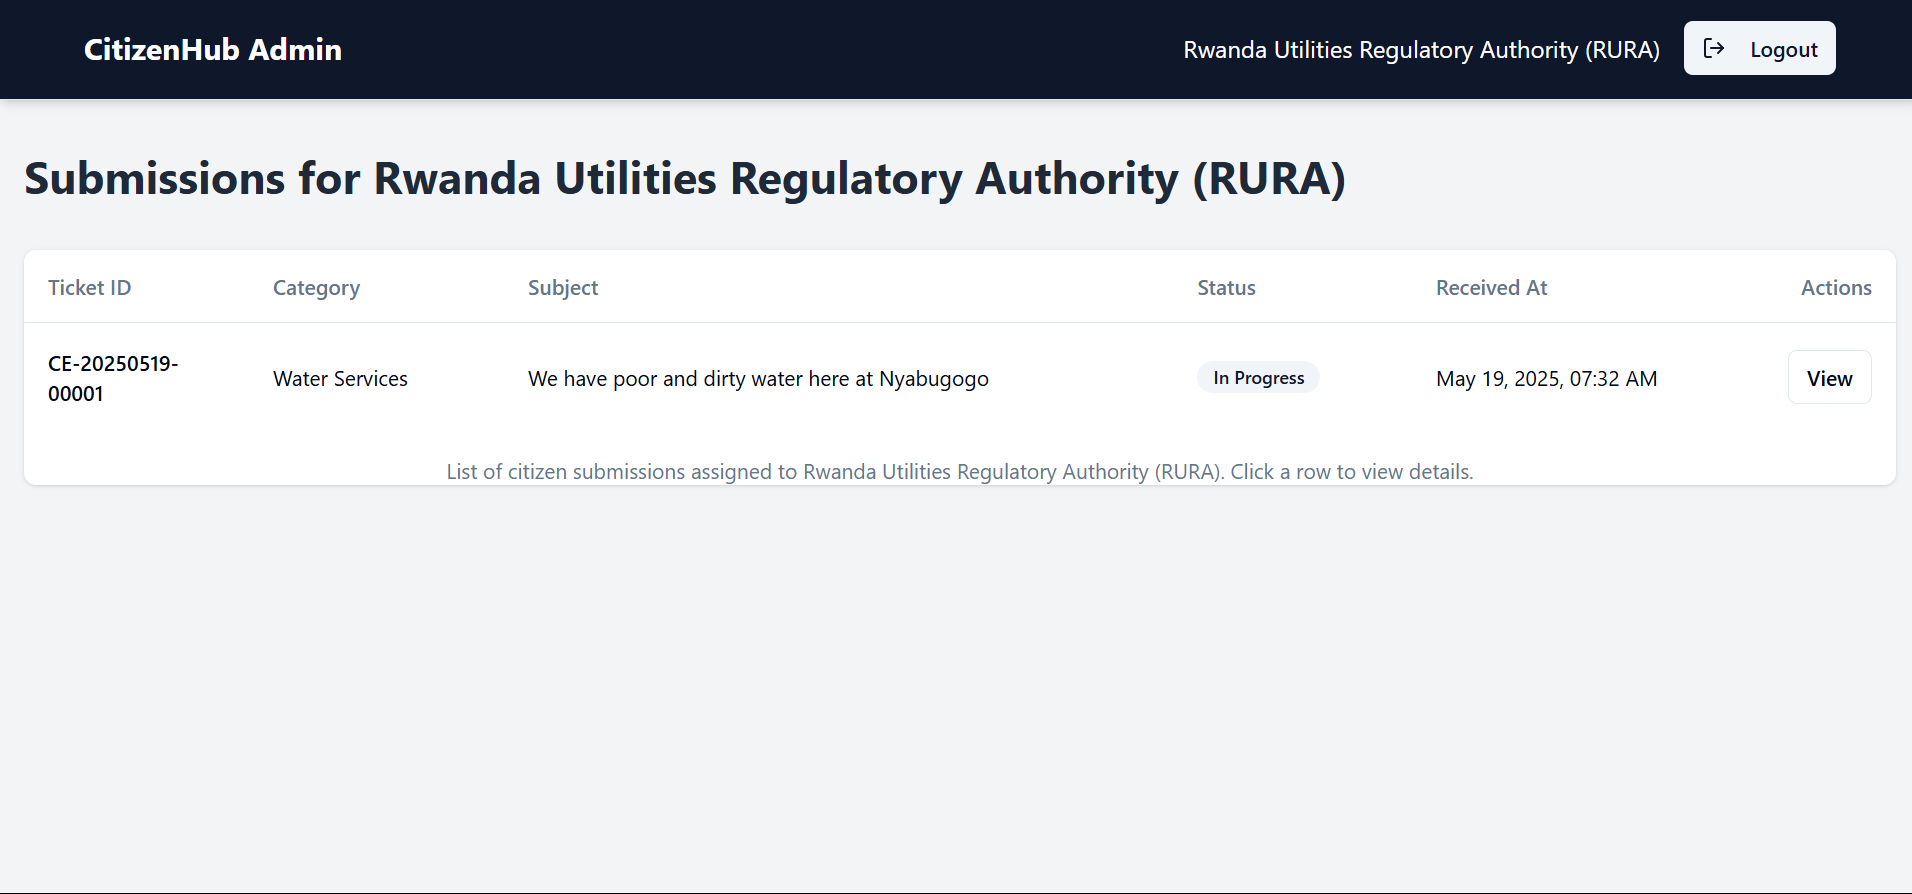 CitizenHub Admin
Rwanda Utilities Regulatory Authority (RURA)
Logout
Submissions for Rwanda Utilities Regulatory Authority (RURA)
Ticket ID Category Subject Status Received At Actions
CE-20250519-
00001
Water Services
We have poor and dirty water here at Nyabugogo
In Progress
May 19, 2025, 07:32 AM
View
List of citizen submissions assigned to Rwanda Utilities Regulatory Authority (RURA). Click a row to view details.